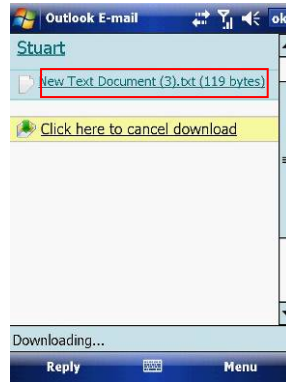 Outlook E-mail ok
Stuart
New Text Document (3).txt (119 bytes)
Click here to cancel download
Downloading...
Reply Menu